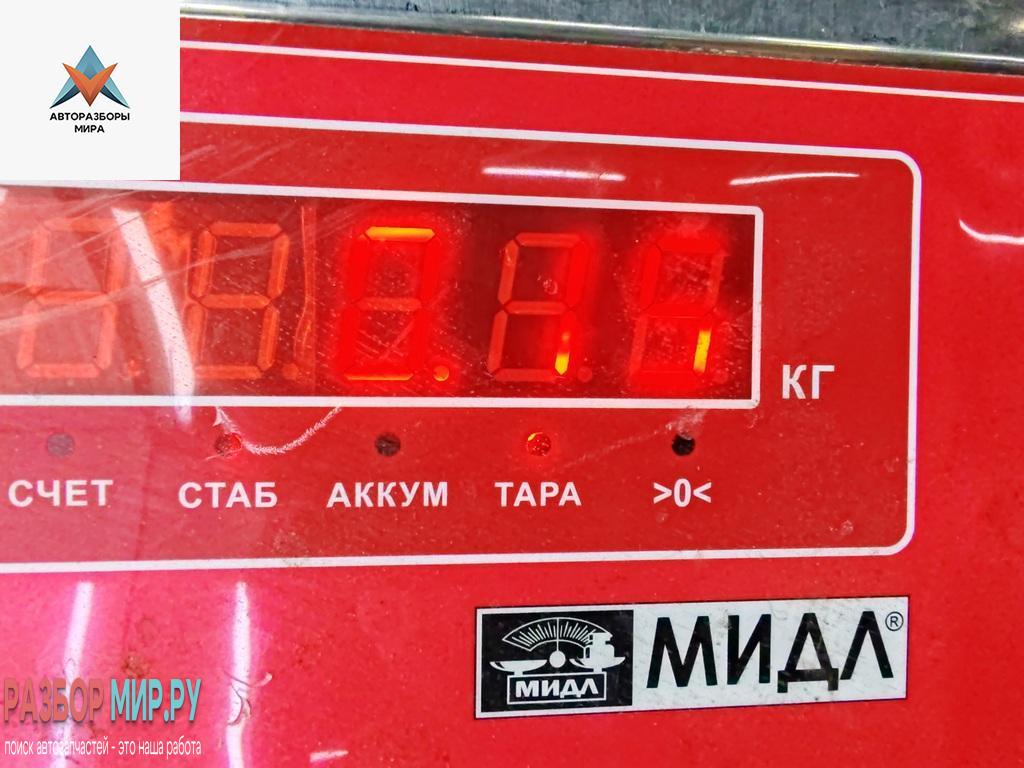 АВТОРАЗБОРЫ
МИРА
КГ
СЧЕТ СТАБ АККУМ ТАРА >0<
МИДЛ МИДЛ®
РАЗБОР МИР.РУ
поиск автозапчастей - это наша работа